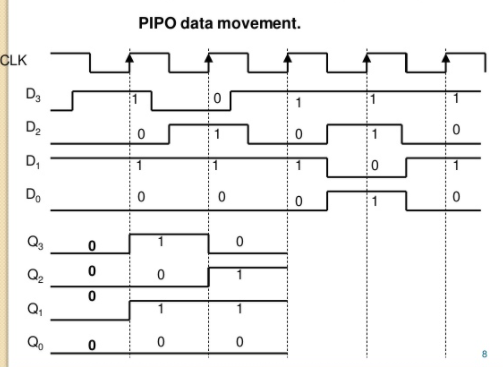 PIPO data movement.
CLK
D3 1 0 1 1 1
D2 0 1 0 1 0
D1 1 1 1 0 1
D0 0 0 0 1 0
Q3 0 1 0
Q2 0 0 1
Q1 0 1 1
Q0 0 0 0
8